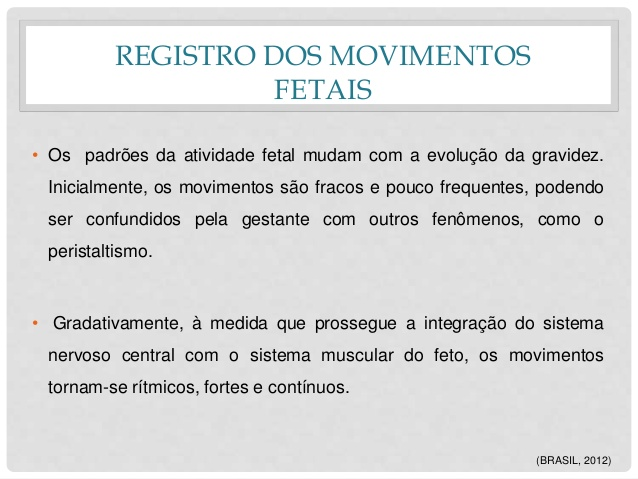 REGISTRO DOS MOVIMENTOS
FETAIS
• Os padrões da atividade fetal mudam com a evolução da gravidez.
Inicialmente, os movimentos são fracos e pouco frequentes, podendo
ser confundidos pela gestante com outros fenômenos, como o
peristaltismo.
• Gradativamente, à medida que prossegue a integração do sistema
nervoso central com o sistema muscular do feto, os movimentos
tornam-se rítmicos, fortes e contínuos.
(BRASIL, 2012)